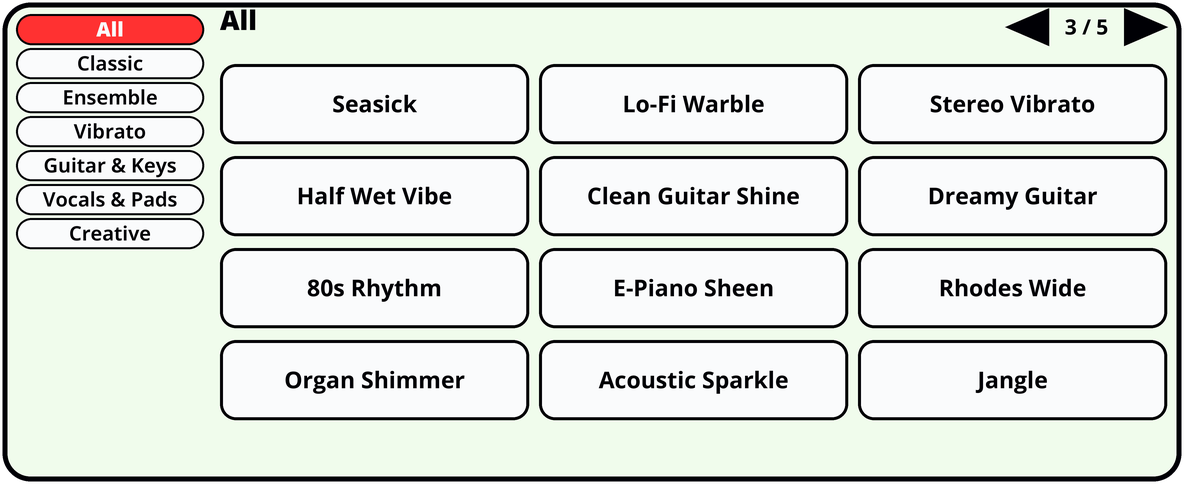 All
Classic
Ensemble
Vibrato
Guitar & Keys
Vocals & Pads
Creative
All
3 / 5
Seasick
Lo-Fi Warble
Stereo Vibrato
Half Wet Vibe
Clean Guitar Shine
Dreamy Guitar
80s Rhythm
E-Piano Sheen
Rhodes Wide
Organ Shimmer
Acoustic Sparkle
Jangle